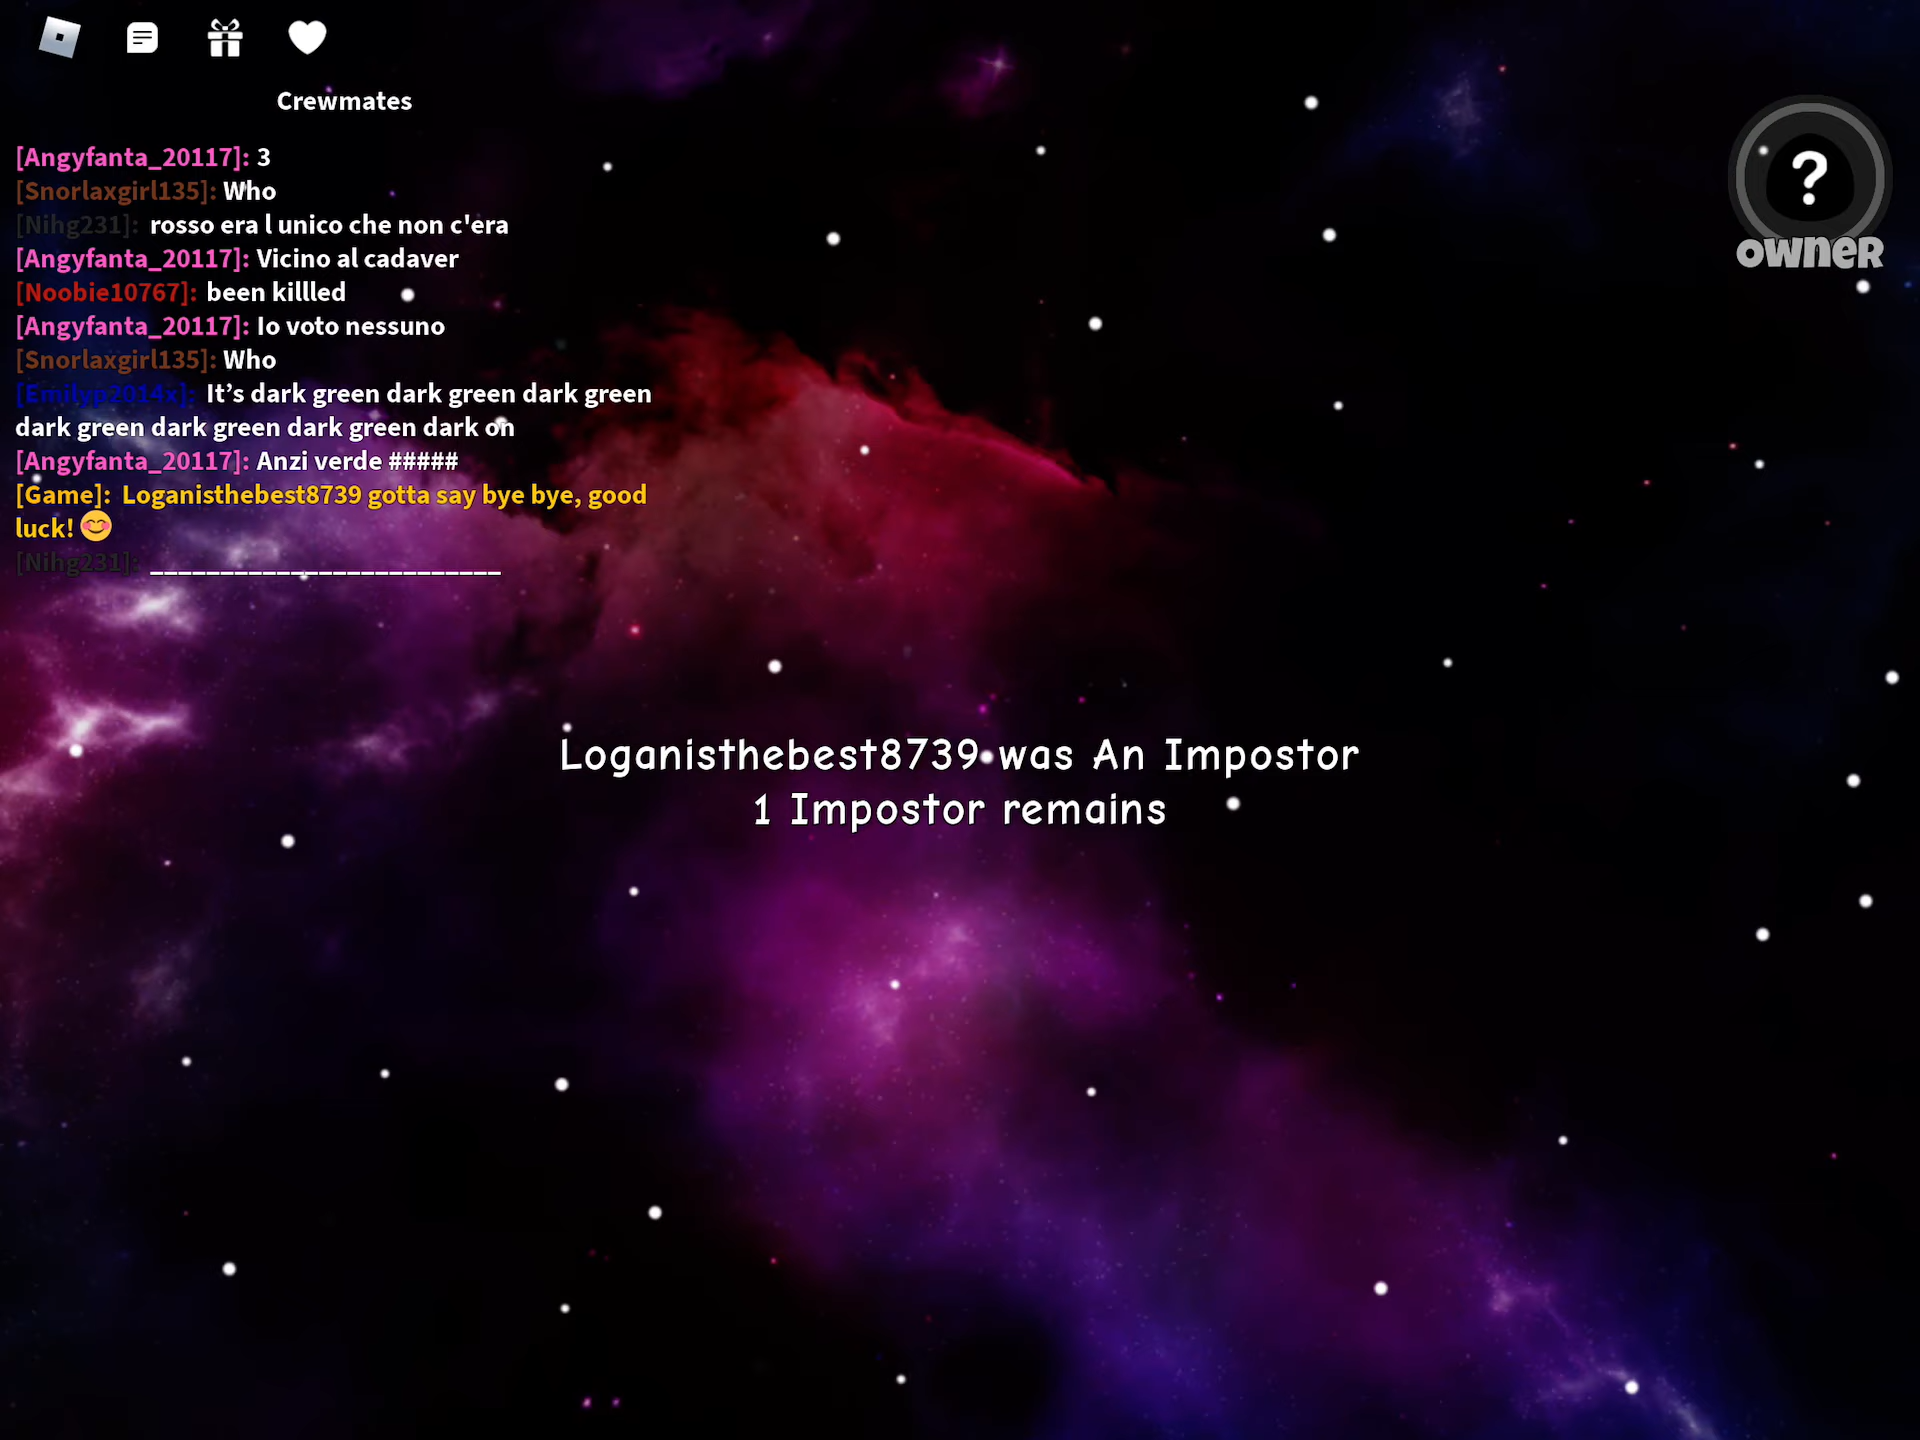 Crewmates
[Angyfanta_20117]: 3
[Snorlaxgirl135]: Who
[Nihg231]: rosso era l unico che non c'era
[Angyfanta_20117]: Vicino al cadaver
[Noobie10767]: been killled
[Angyfanta_20117]: Io voto nessuno
[Snorlaxgirl135]: Who
[Emilyp2014x]: It’s dark green dark green dark green
dark green dark green dark green dark on
[Angyfanta_20117]: Anzi verde #####
[Game]: Loganisthebest8739 gotta say bye bye, good
luck! 😊
[Nihg231]: _________________________
?
OWNER
Loganisthebest8739 was An Impostor
1 Impostor remains